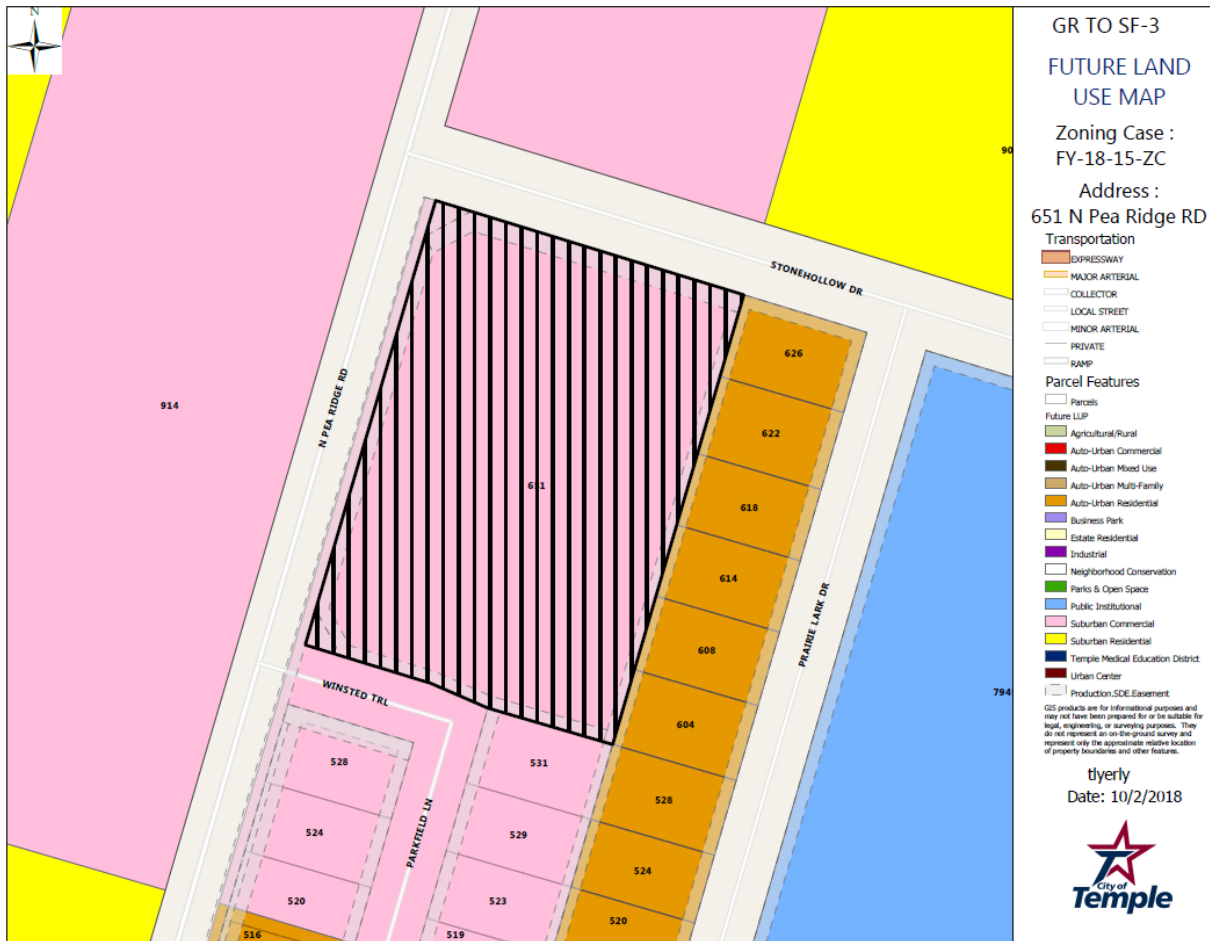 N
GR TO SF-3
FUTURE LAND
USE MAP
Zoning Case :
FY-18-15-ZC
Address :
651 N Pea Ridge RD
Transportation
EXPRESSWAY
MAJOR ARTERIAL
COLLECTOR
LOCAL STREET
MINOR ARTERIAL
PRIVATE
RAMP
Parcel Features
Parcels
Future LUP
Agricultural/Rural
Auto-Urban Commercial
Auto-Urban Mixed Use
Auto-Urban Multi-Family
Auto-Urban Residential
Business Park
Estate Residential
Industrial
Neighborhood Conservation
Parks & Open Space
Public Institutional
Suburban Commercial
Suburban Residential
Temple Medical Education District
Urban Center
Production.SDE.Easement
GIS products are for informational purposes and
may not have been prepared for or be suitable for
legal, engineering, or surveying purposes. They
do not represent an on-the-ground survey and
represent only the approximate relative location
of property boundaries and other features.
tlyerly
Date: 10/2/2018
City of
Temple
90
STONEHOLLOW DR
626
914
N PEA RIDGE RD
622
651
618
614
PRAIRIE LARK DR
608
794
WINSTED TRL
604
528
531
528
524
PARKFIELD LN
529
524
520
523
520
516
519